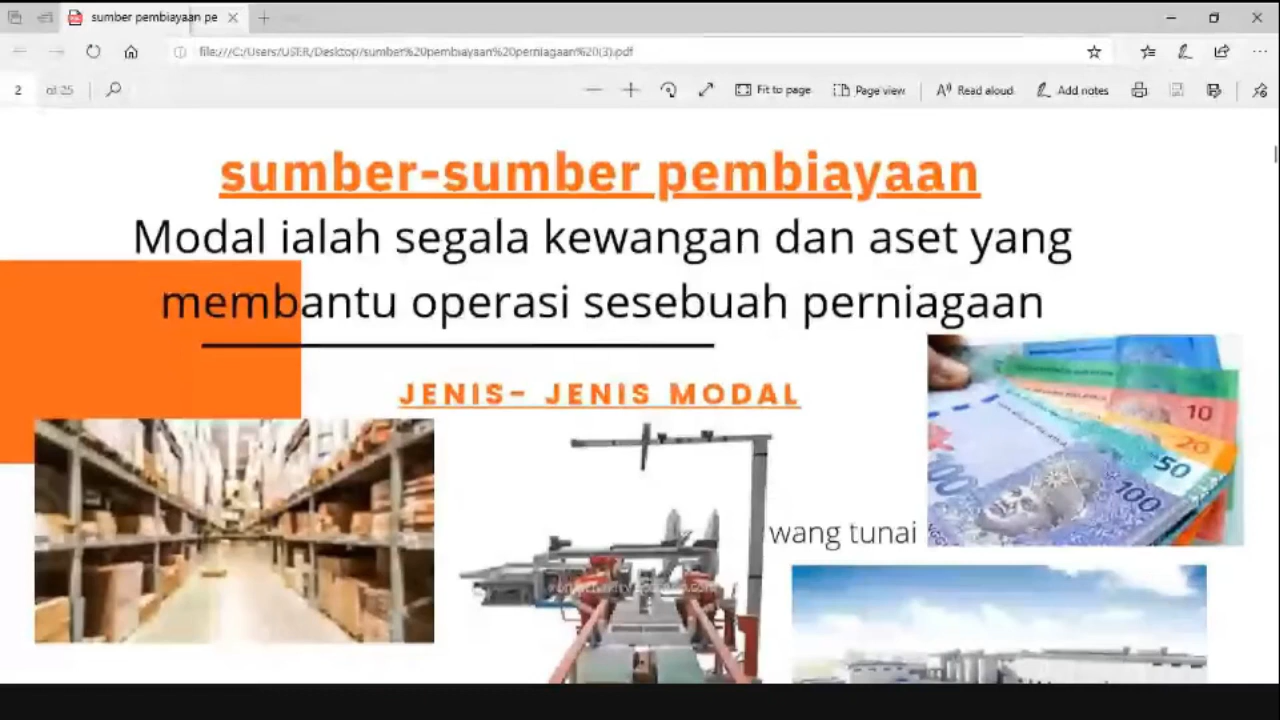 sumber pembiayaan pe
file:///C:/Users/USER/Desktop/sumber%20pembiayaan%20perniagaan%20(3).pdf
2 of 25
Fit to page
Page view
Read aloud
Add notes
sumber-sumber pembiayaan
Modal ialah segala kewangan dan aset yang
membantu operasi sesebuah perniagaan
JENIS- JENIS MODAL
10
20
50
100
100
wang tunai